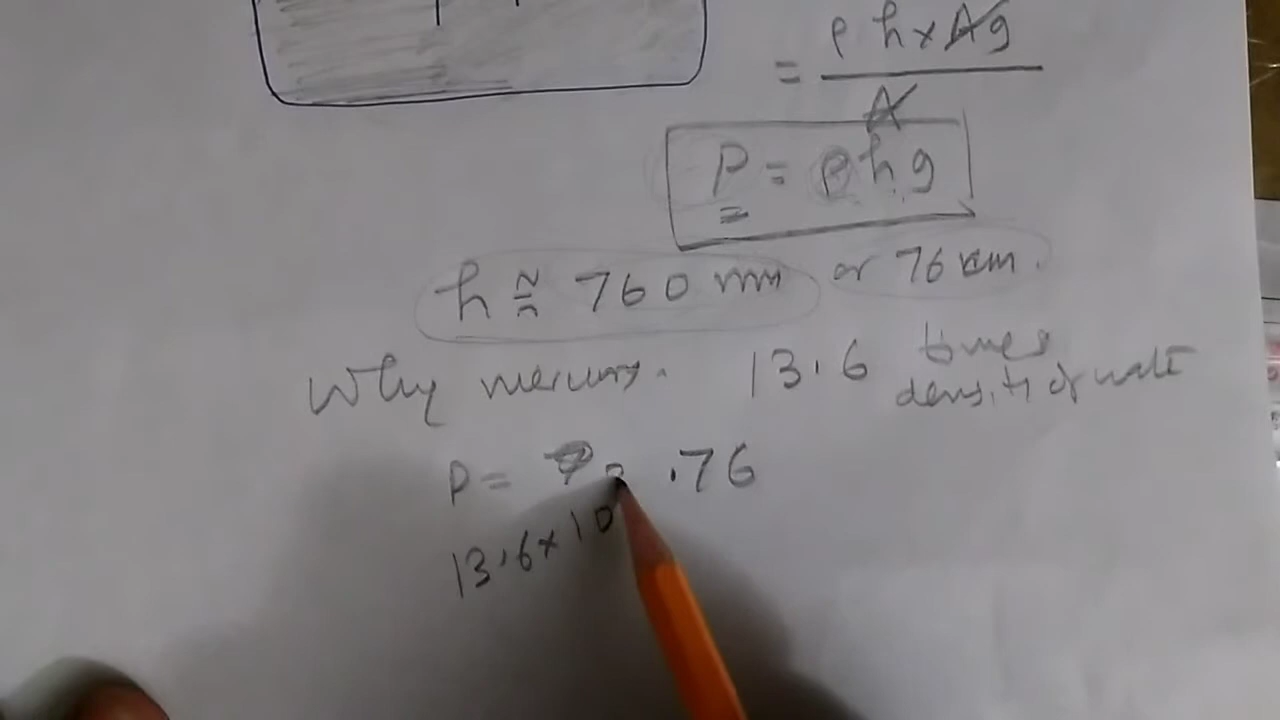 ρ h x A g
= ———
A
P = ρ h g
h ≈ 760 mm or 76 cm.
Why mercury. 13.6 times
density of water
P = .76
13.6 x 10